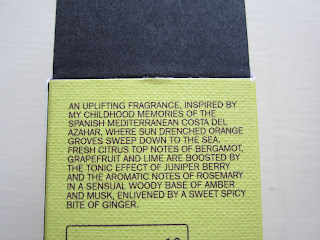 AN UPLIFTING FRAGRANCE, INSPIRED BY
MY CHILDHOOD MEMORIES OF THE
SPANISH MEDITERRANEAN COSTA DEL
AZAHAR, WHERE SUN DRENCHED ORANGE
GROVES SWEEP DOWN TO THE SEA.
FRESH CITRUS TOP NOTES OF BERGAMOT,
GRAPEFRUIT AND LIME ARE BOOSTED BY
THE TONIC EFFECT OF JUNIPER BERRY
AND THE AROMATIC NOTES OF ROSEMARY
IN A SENSUAL WOODY BASE OF AMBER
AND MUSK, ENLIVENED BY A SWEET SPICY
BITE OF GINGER.